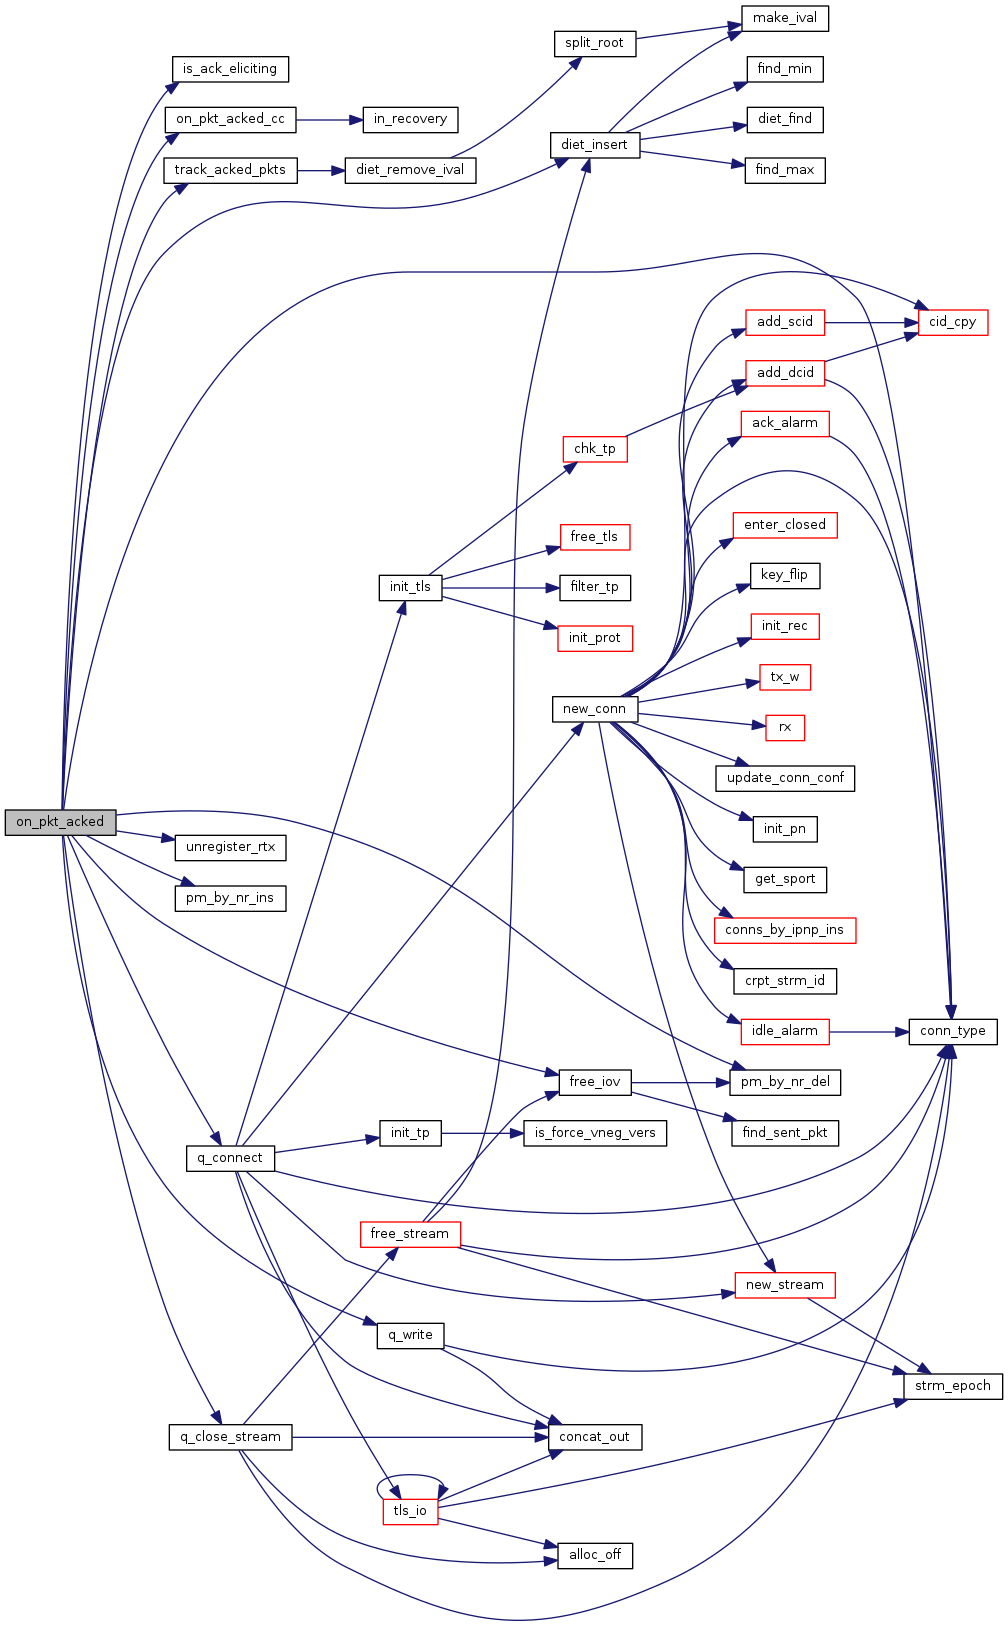 make_ival
split_root
is_ack_eliciting
find_min
on_pkt_acked_cc
in_recovery
diet_find
diet_insert
track_acked_pkts
diet_remove_ival
find_max
add_scid
cid_cpy
add_dcid
ack_alarm
chk_tp
enter_closed
free_tls
key_flip
init_tls
filter_tp
init_rec
init_prot
tx_w
new_conn
rx
update_conn_conf
on_pkt_acked
init_pn
unregister_rtx
get_sport
pm_by_nr_ins
conns_by_ipnp_ins
crpt_strm_id
idle_alarm
conn_type
free_iov
pm_by_nr_del
init_tp
is_force_vneg_vers
find_sent_pkt
q_connect
free_stream
new_stream
q_write
strm_epoch
q_close_stream
concat_out
tls_io
alloc_off